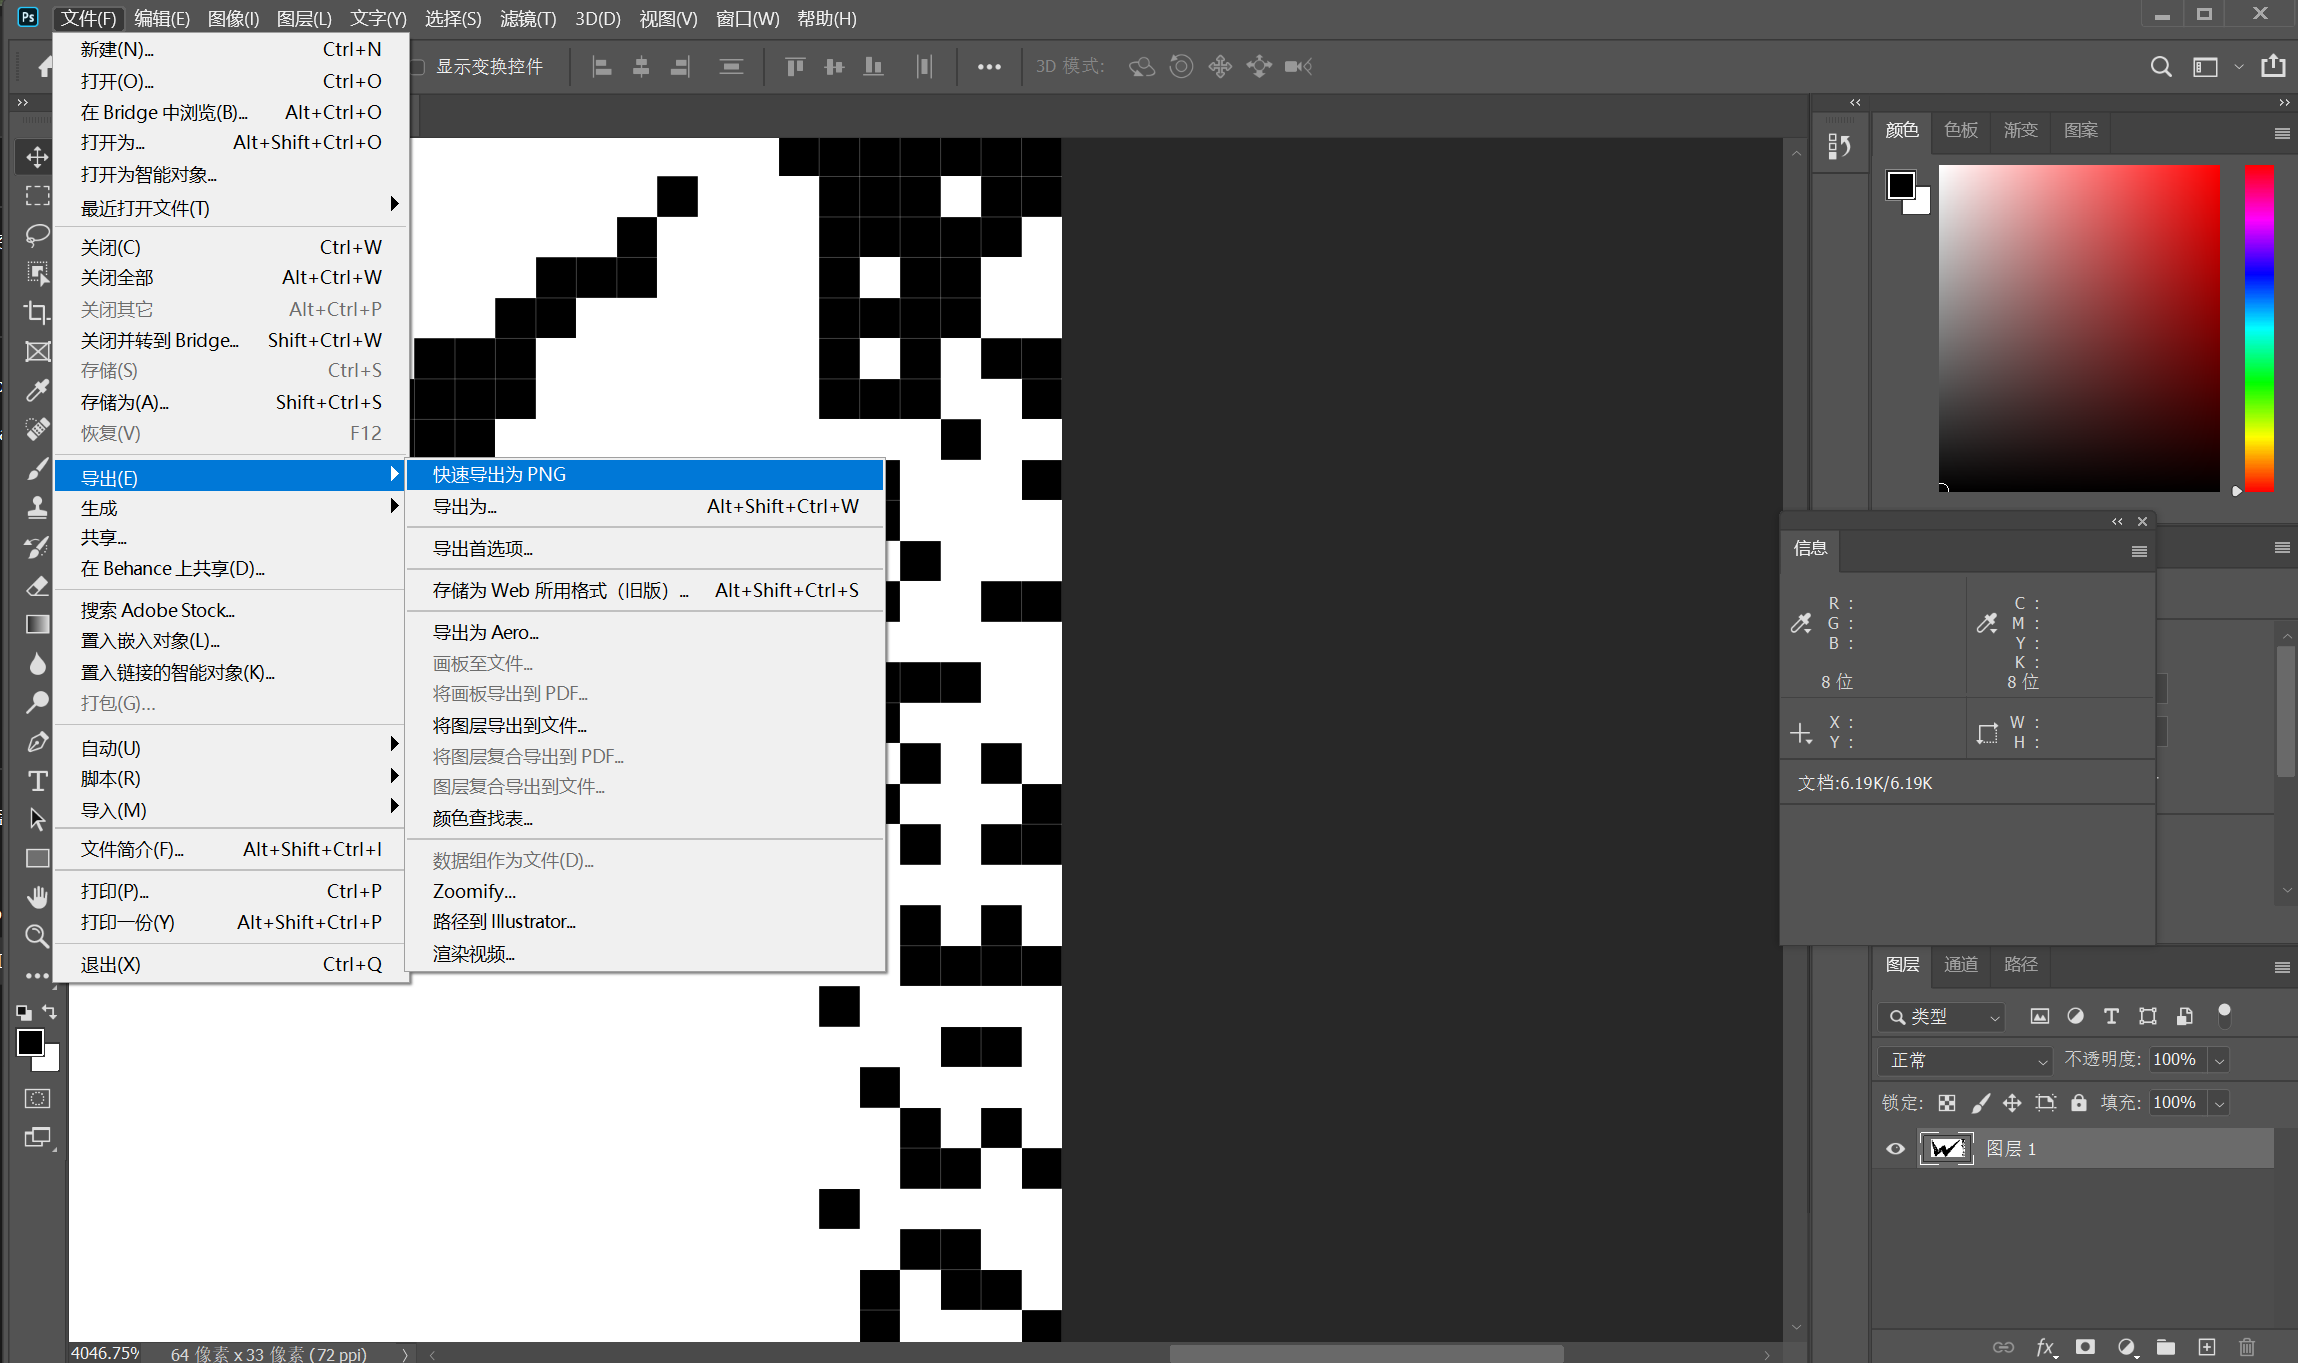 Ps 文件(F) 编辑(E) 图像(I) 图层(L) 文字(Y) 选择(S) 滤镜(T) 3D(D) 视图(V) 窗口(W) 帮助(H)
显示变换控件 3D 模式:
新建(N)... Ctrl+N
打开(O)... Ctrl+O
在 Bridge 中浏览(B)... Alt+Ctrl+O
打开为... Alt+Shift+Ctrl+O
打开为智能对象...
最近打开文件(T)
关闭(C) Ctrl+W
关闭全部 Alt+Ctrl+W
关闭其它 Alt+Ctrl+P
关闭并转到 Bridge... Shift+Ctrl+W
存储(S) Ctrl+S
存储为(A)... Shift+Ctrl+S
恢复(V) F12
导出(E)
生成
共享...
在 Behance 上共享(D)...
搜索 Adobe Stock...
置入嵌入对象(L)...
置入链接的智能对象(K)...
打包(G)...
自动(U)
脚本(R)
导入(M)
文件简介(F)... Alt+Shift+Ctrl+I
打印(P)... Ctrl+P
打印一份(Y) Alt+Shift+Ctrl+P
退出(X) Ctrl+Q
快速导出为 PNG
导出为... Alt+Shift+Ctrl+W
导出首选项...
存储为 Web 所用格式（旧版）... Alt+Shift+Ctrl+S
导出为 Aero...
画板至文件...
将画板导出到 PDF...
将图层导出到文件...
将图层复合导出到 PDF...
图层复合导出到文件...
颜色查找表...
数据组作为文件(D)...
Zoomify...
路径到 Illustrator...
渲染视频...
颜色 色板 渐变 图案
信息
R : C :
G : M :
B : Y :
K :
8 位 8 位
X : W :
Y : H :
文档:6.19K/6.19K
图层 通道 路径
类型
正常 不透明度: 100%
锁定: 填充: 100%
图层 1
4046.75% 64 像素 x 33 像素 (72 ppi)